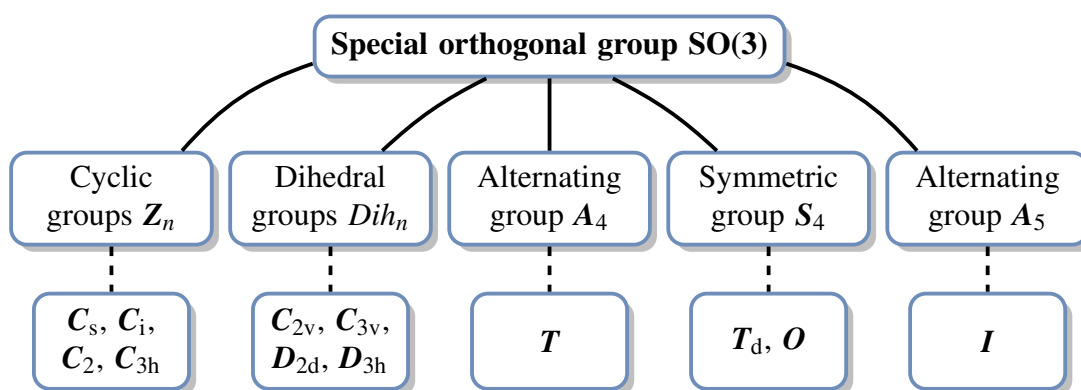 Special orthogonal group SO(3)
Cyclic
groups Zₙ
Dihedral
groups Dihₙ
Alternating
group A₄
Symmetric
group S₄
Alternating
group A₅
Cₛ, Cᵢ,
C₂, C₃ₕ
C₂ᵥ, C₃ᵥ,
D₂d, D₃ₕ
T
Td, O
I